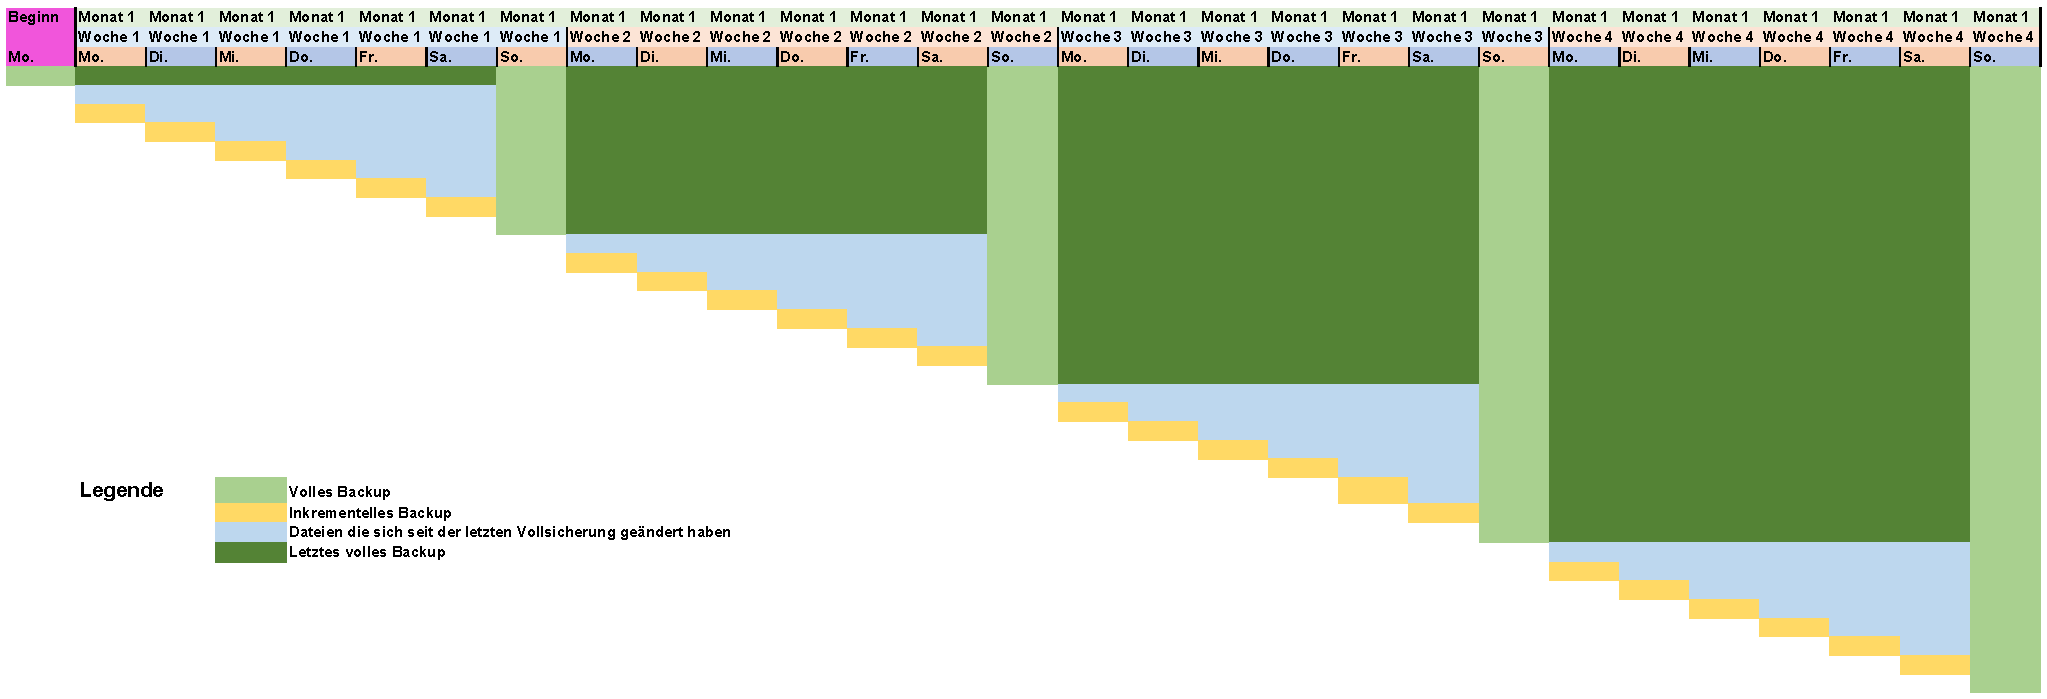 Beginn Monat 1 Monat 1 Monat 1 Monat 1 Monat 1 Monat 1 Monat 1 Monat 1 Monat 1 Monat 1 Monat 1 Monat 1 Monat 1 Monat 1 Monat 1 Monat 1 Monat 1 Monat 1 Monat 1 Monat 1 Monat 1 Monat 1 Monat 1 Monat 1 Monat 1 Monat 1 Monat 1 Monat 1
Woche 1 Woche 1 Woche 1 Woche 1 Woche 1 Woche 1 Woche 1 Woche 2 Woche 2 Woche 2 Woche 2 Woche 2 Woche 2 Woche 2 Woche 3 Woche 3 Woche 3 Woche 3 Woche 3 Woche 3 Woche 3 Woche 4 Woche 4 Woche 4 Woche 4 Woche 4 Woche 4 Woche 4
Mo. Mo. Di. Mi. Do. Fr. Sa. So. Mo. Di. Mi. Do. Fr. Sa. So. Mo. Di. Mi. Do. Fr. Sa. So. Mo. Di. Mi. Do. Fr. Sa. So.
Legende
Volles Backup
Inkrementelles Backup
Dateien die sich seit der letzten Vollsicherung geändert haben
Letztes volles Backup